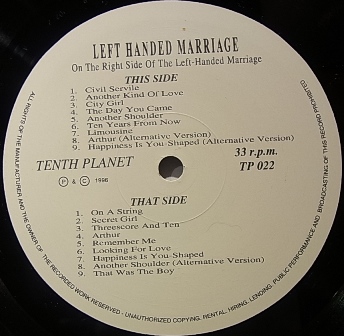 LEFT HANDED MARRIAGE
On The Right Side Of The Left-Handed Marriage
THIS SIDE
1. Civil Servile
2. Another Kind Of Love
3. City Girl
4. The Day You Came
5. Another Shoulder
6. Ten Years From Now
7. Limousine
8. Arthur (Alternative Version)
9. Happiness Is You-Shaped (Alternative Version)
TENTH PLANET
33 r.p.m.
℗ & © 1996
TP 022
THAT SIDE
1. On A String
2. Secret Girl
3. Threescore And Ten
4. Arthur
5. Remember Me
6. Looking For Love
7. Happiness Is You-Shaped
8. Another Shoulder (Alternative Version)
9. That Was The Boy
ALL RIGHTS OF THE MANUFACTURER AND THE OWNER OF THE RECORDED WORK RESERVED - UNAUTHORIZED COPYING, RENTAL, HIRING, LENDING, PUBLIC PERFORMANCE AND BROADCASTING OF THIS RECORD PROHIBITED